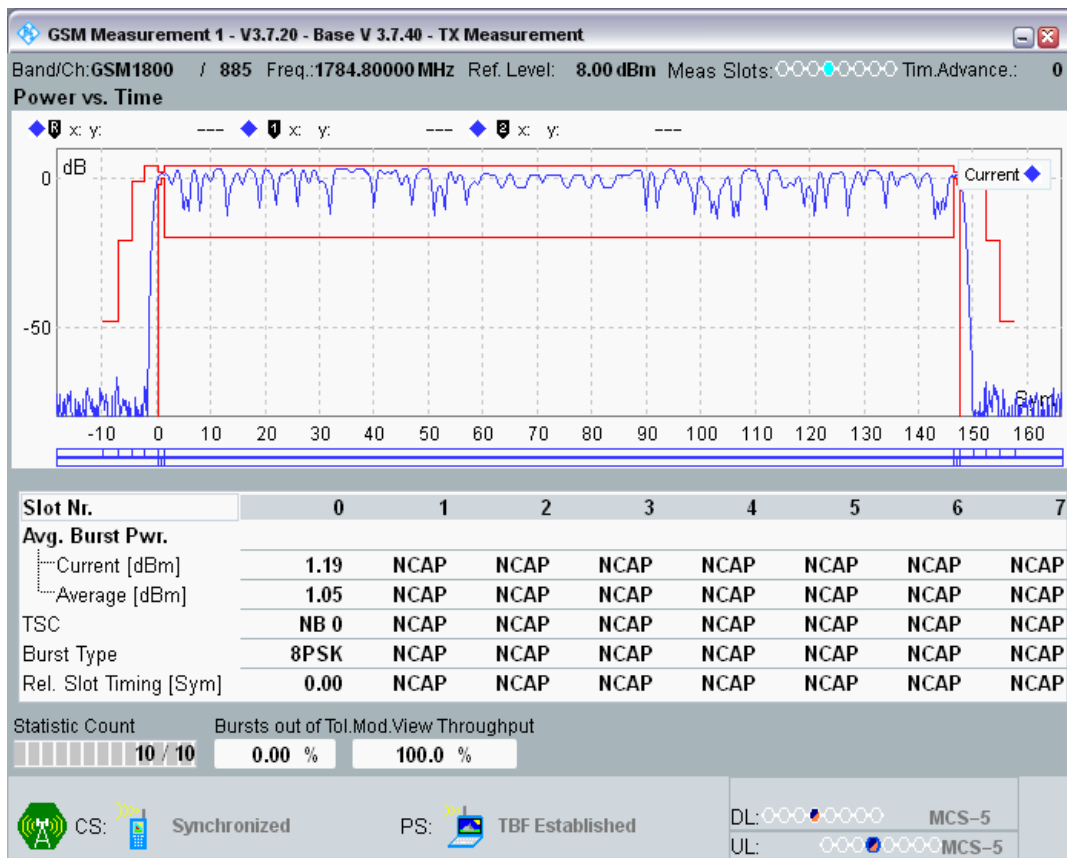 GSM Measurement 1 - V3.7.20 - Base V 3.7.40 - TX Measurement
Band/Ch:GSM1800 / 885 Freq.:1784.80000 MHz Ref. Level: 8.00 dBm Meas Slots: Tim.Advance.: 0
Power vs. Time
R x: y: --- 1 x: y: --- 2 x: y: ---
dB
Current
0
-50
Sym
-10 0 10 20 30 40 50 60 70 80 90 100 110 120 130 140 150 160
Slot Nr. 0 1 2 3 4 5 6 7
Avg. Burst Pwr.
Current [dBm] 1.19 NCAP NCAP NCAP NCAP NCAP NCAP NCAP
Average [dBm] 1.05 NCAP NCAP NCAP NCAP NCAP NCAP NCAP
TSC NB 0 NCAP NCAP NCAP NCAP NCAP NCAP NCAP
Burst Type 8PSK NCAP NCAP NCAP NCAP NCAP NCAP NCAP
Rel. Slot Timing [Sym] 0.00 NCAP NCAP NCAP NCAP NCAP NCAP NCAP
Statistic Count Bursts out of Tol.Mod.View Throughput
10 / 10 0.00 % 100.0 %
CS: Synchronized PS: TBF Established DL: MCS-5
UL: MCS-5